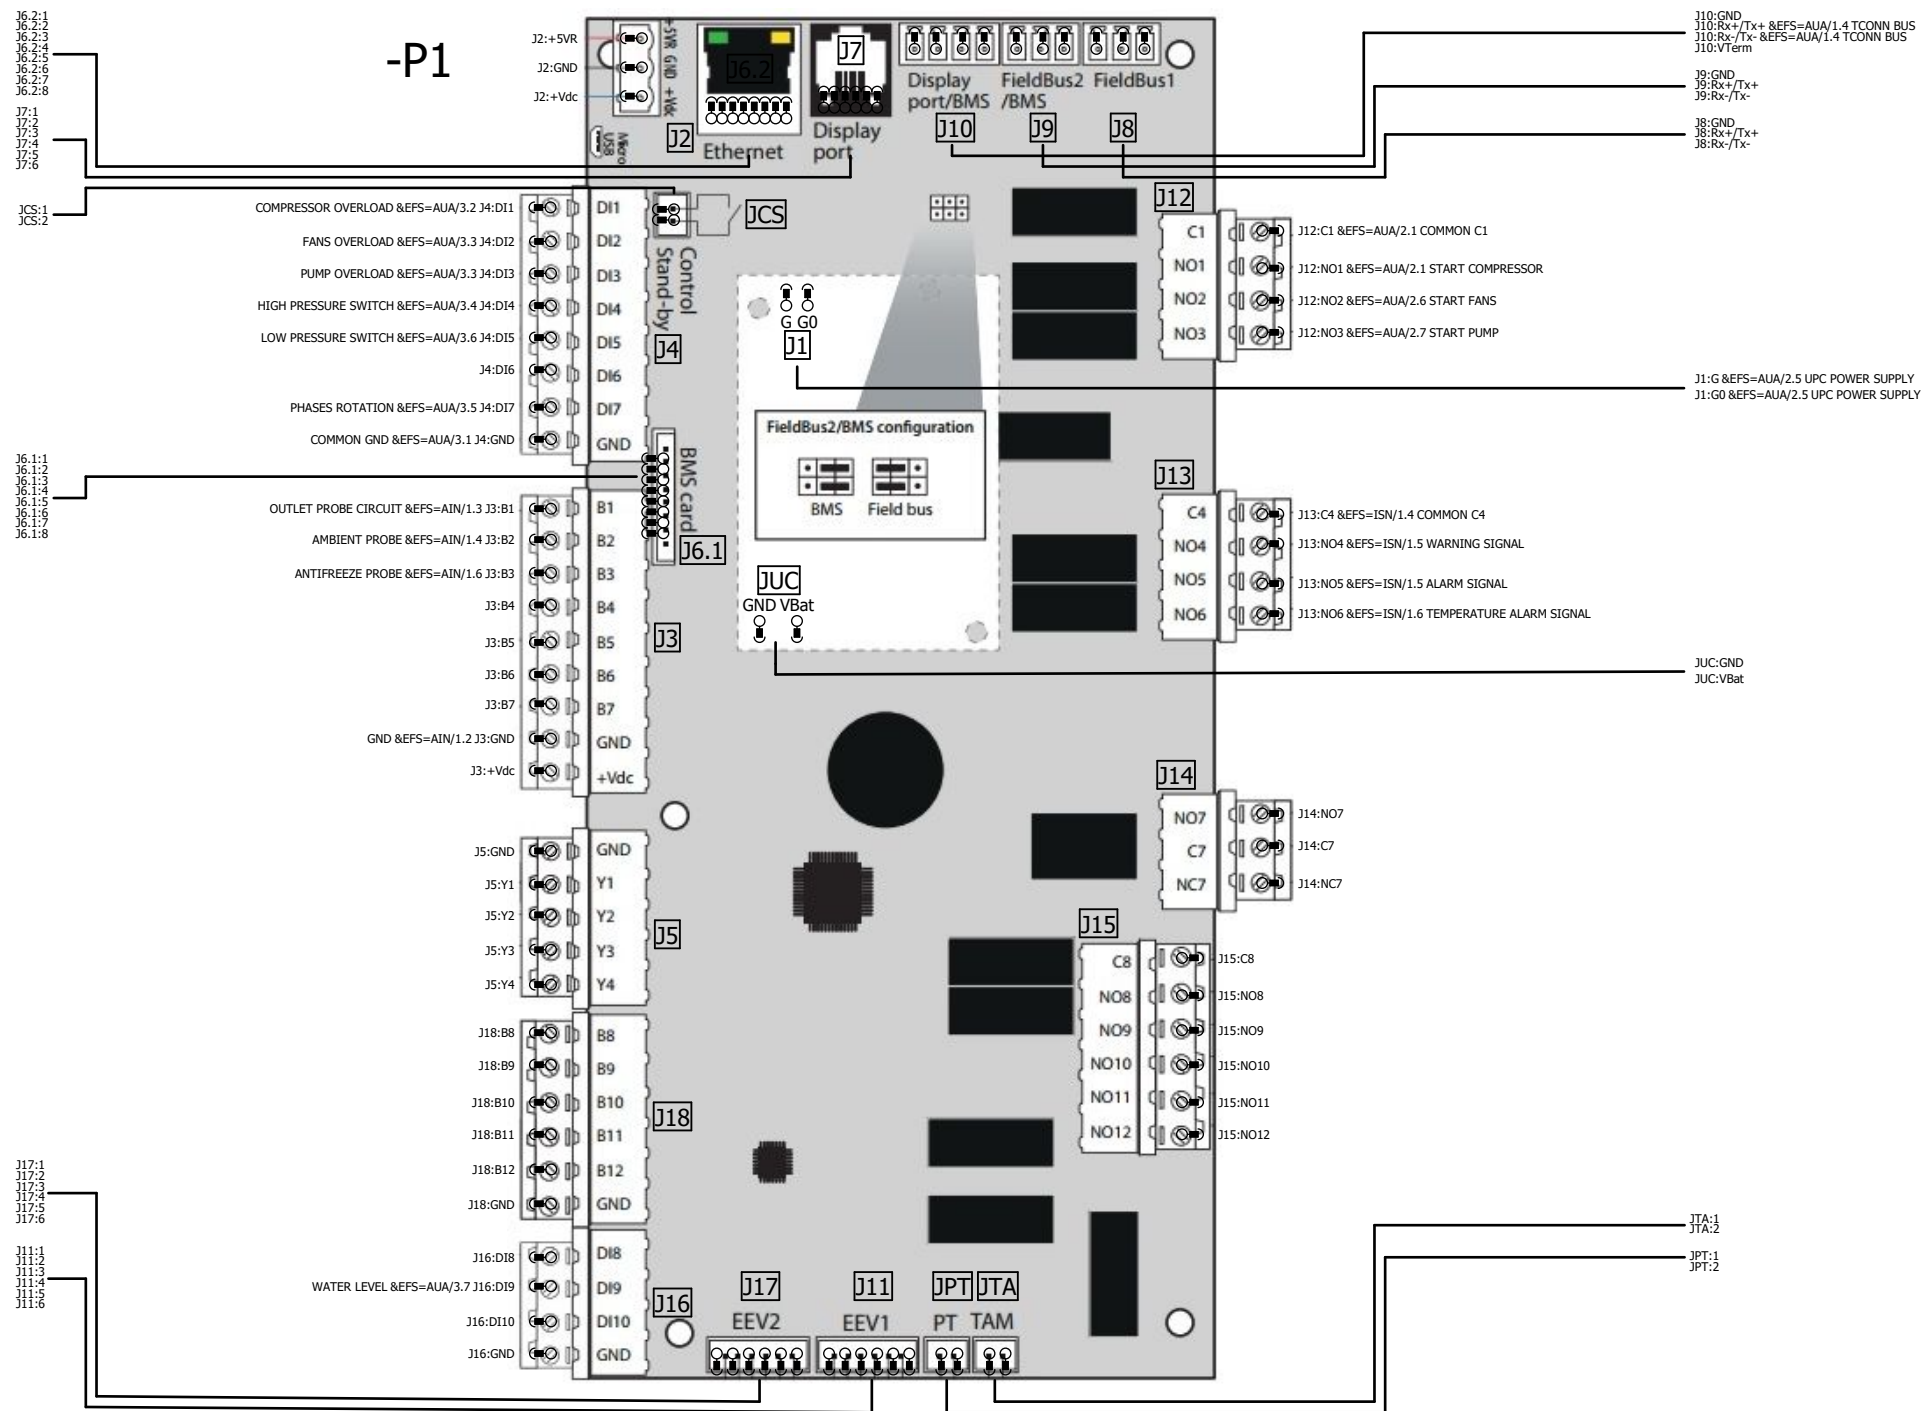 -P1
J6.2:1
J6.2:2
J6.2:3
J6.2:4
J6.2:5
J6.2:6
J6.2:7
J6.2:8
J7:1
J7:2
J7:3
J7:4
J7:5
J7:6
JCS:1
JCS:2
J2:+5VR
J2:GND
J2:+Vdc
+5VR GND +Vdc
J2
Micro
USB
J6.2
Ethernet
J7
Display
port
Display
port/BMS
J10
FieldBus2
/BMS
J9
FieldBus1
J8
J10:GND
J10:Rx+/Tx+ &EFS=AUA/1.4 TCONN BUS
J10:Rx-/Tx- &EFS=AUA/1.4 TCONN BUS
J10:VTerm
J9:GND
J9:Rx+/Tx+
J9:Rx-/Tx-
J8:GND
J8:Rx+/Tx+
J8:Rx-/Tx-
JCS
Control
Stand-by
COMPRESSOR OVERLOAD &EFS=AUA/3.2 J4:DI1
FANS OVERLOAD &EFS=AUA/3.3 J4:DI2
PUMP OVERLOAD &EFS=AUA/3.3 J4:DI3
HIGH PRESSURE SWITCH &EFS=AUA/3.4 J4:DI4
LOW PRESSURE SWITCH &EFS=AUA/3.6 J4:DI5
J4:DI6
PHASES ROTATION &EFS=AUA/3.5 J4:DI7
COMMON GND &EFS=AUA/3.1 J4:GND
DI1
DI2
DI3
DI4
DI5
DI6
DI7
GND
J4
J12
C1
NO1
NO2
NO3
J12:C1 &EFS=AUA/2.1 COMMON C1
J12:NO1 &EFS=AUA/2.1 START COMPRESSOR
J12:NO2 &EFS=AUA/2.6 START FANS
J12:NO3 &EFS=AUA/2.7 START PUMP
G G0
J1
J1:G &EFS=AUA/2.5 UPC POWER SUPPLY
J1:G0 &EFS=AUA/2.5 UPC POWER SUPPLY
FieldBus2/BMS configuration
BMS
Field bus
J6.1:1
J6.1:2
J6.1:3
J6.1:4
J6.1:5
J6.1:6
J6.1:7
J6.1:8
BMS card
J6.1
OUTLET PROBE CIRCUIT &EFS=AIN/1.3 J3:B1
AMBIENT PROBE &EFS=AIN/1.4 J3:B2
ANTIFREEZE PROBE &EFS=AIN/1.6 J3:B3
J3:B4
J3:B5
J3:B6
J3:B7
GND &EFS=AIN/1.2 J3:GND
J3:+Vdc
B1
B2
B3
B4
B5
B6
B7
GND
+Vdc
J3
JUC
GND VBat
JUC:GND
JUC:VBat
J13
C4
NO4
NO5
NO6
J13:C4 &EFS=ISN/1.4 COMMON C4
J13:NO4 &EFS=ISN/1.5 WARNING SIGNAL
J13:NO5 &EFS=ISN/1.5 ALARM SIGNAL
J13:NO6 &EFS=ISN/1.6 TEMPERATURE ALARM SIGNAL
J14
NO7
C7
NC7
J14:NO7
J14:C7
J14:NC7
J5:GND
J5:Y1
J5:Y2
J5:Y3
J5:Y4
GND
Y1
Y2
Y3
Y4
J5
J15
C8
NO8
NO9
NO10
NO11
NO12
J15:C8
J15:NO8
J15:NO9
J15:NO10
J15:NO11
J15:NO12
J18:B8
J18:B9
J18:B10
J18:B11
J18:B12
J18:GND
B8
B9
B10
B11
B12
GND
J18
J17:1
J17:2
J17:3
J17:4
J17:5
J17:6
J11:1
J11:2
J11:3
J11:4
J11:5
J11:6
J16:DI8
WATER LEVEL &EFS=AUA/3.7 J16:DI9
J16:DI10
J16:GND
DI8
DI9
DI10
GND
J16
J17
EEV2
J11
EEV1
JPT
PT
JTA
TAM
JTA:1
JTA:2
JPT:1
JPT:2